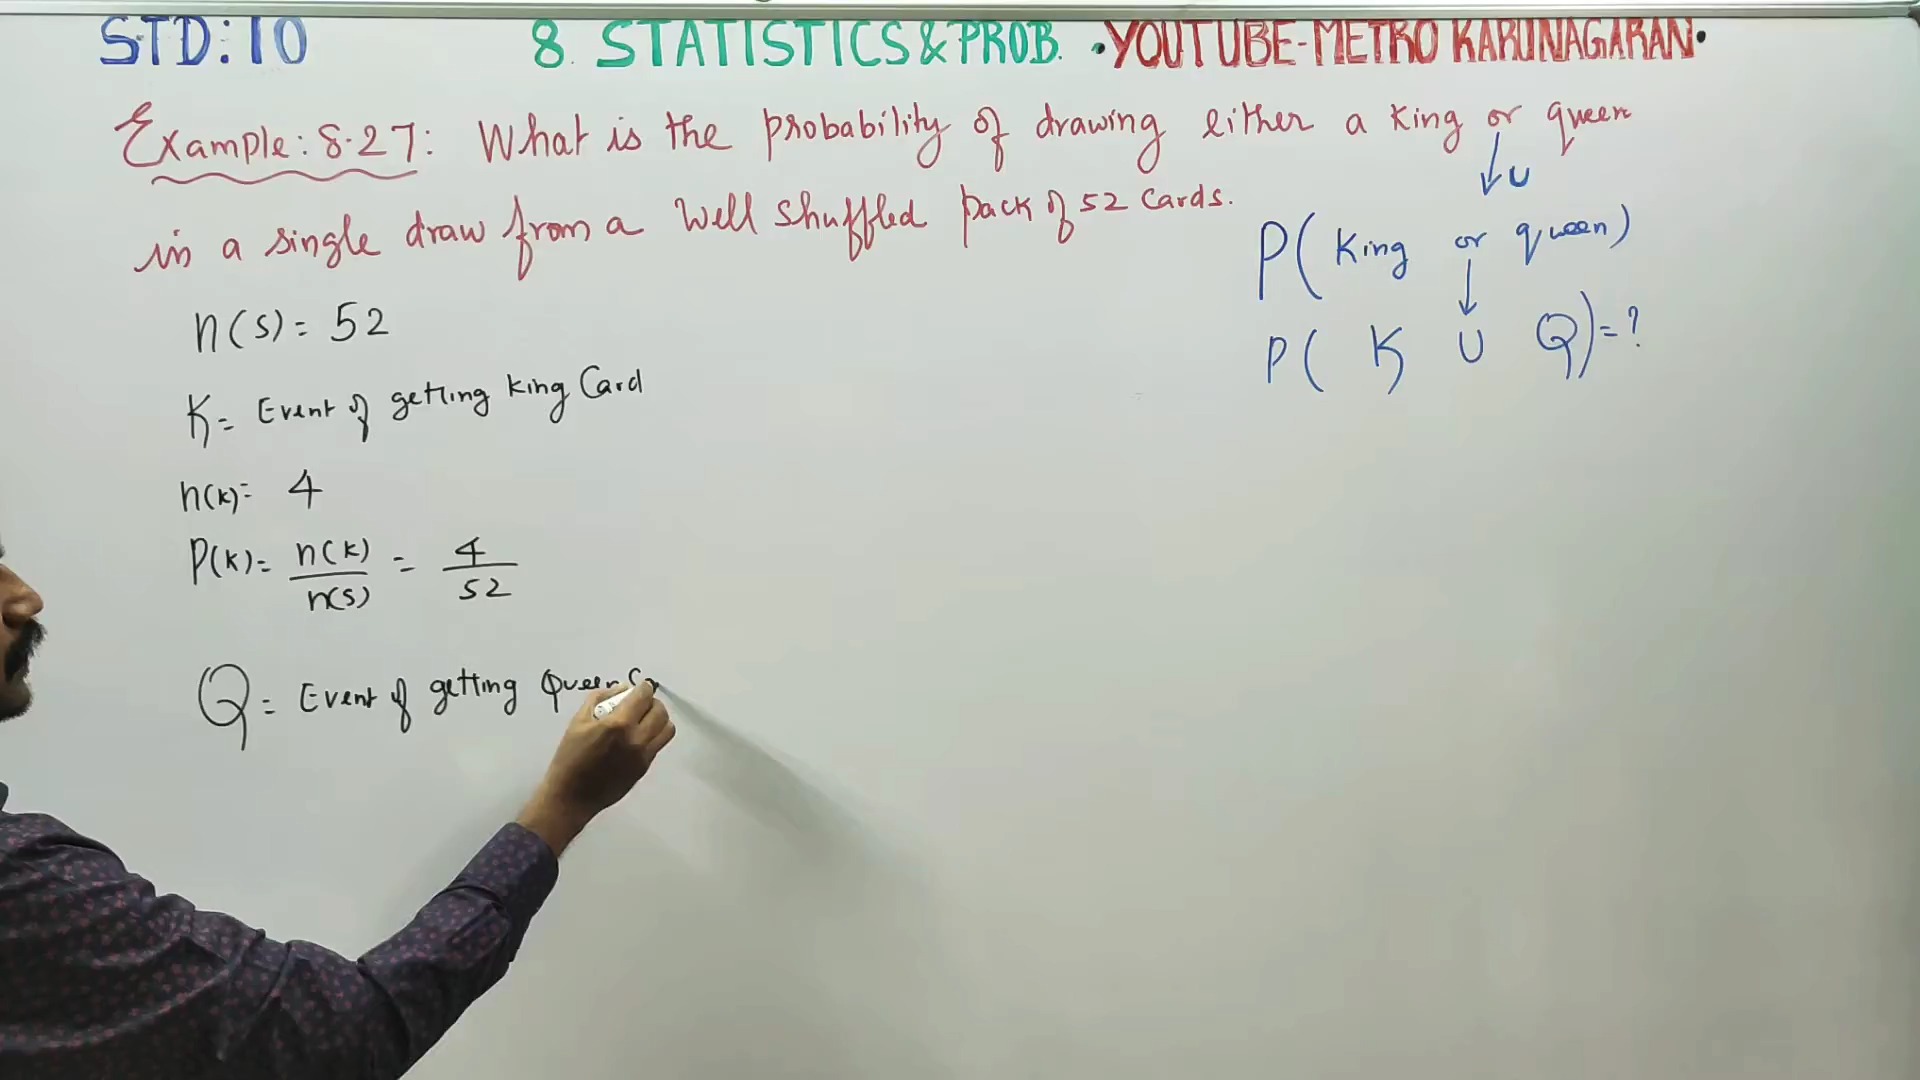 STD: 10 8. STATISTICS & PROB. •YOUTUBE-METRO KARUNAGARAN•
Example: 8.27: What is the probability of drawing either a king or queen
in a single draw from a well shuffled pack of 52 cards.
↓ U
P( King or queen)
↓
P( K U Q) = ?
n(S) = 52
K = Event of getting king Card
n(K) = 4
P(K) = n(K)/n(S) = 4/52
Q = Event of getting Queen